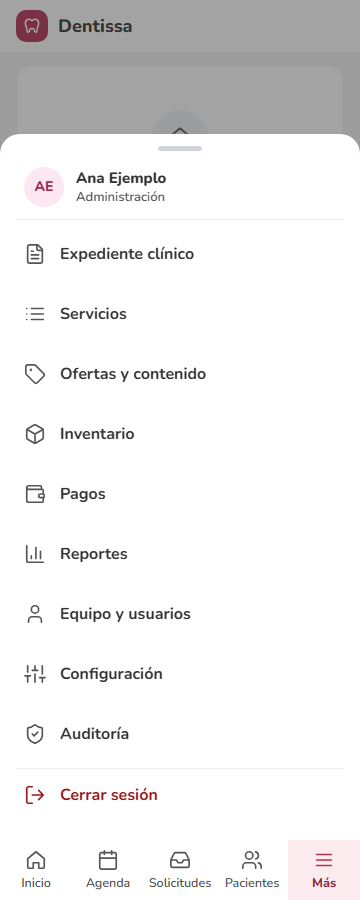 Dentissa
AE
Ana Ejemplo
Administración
Expediente clínico
Servicios
Ofertas y contenido
Inventario
Pagos
Reportes
Equipo y usuarios
Configuración
Auditoría
Cerrar sesión
Inicio
Agenda
Solicitudes
Pacientes
Más